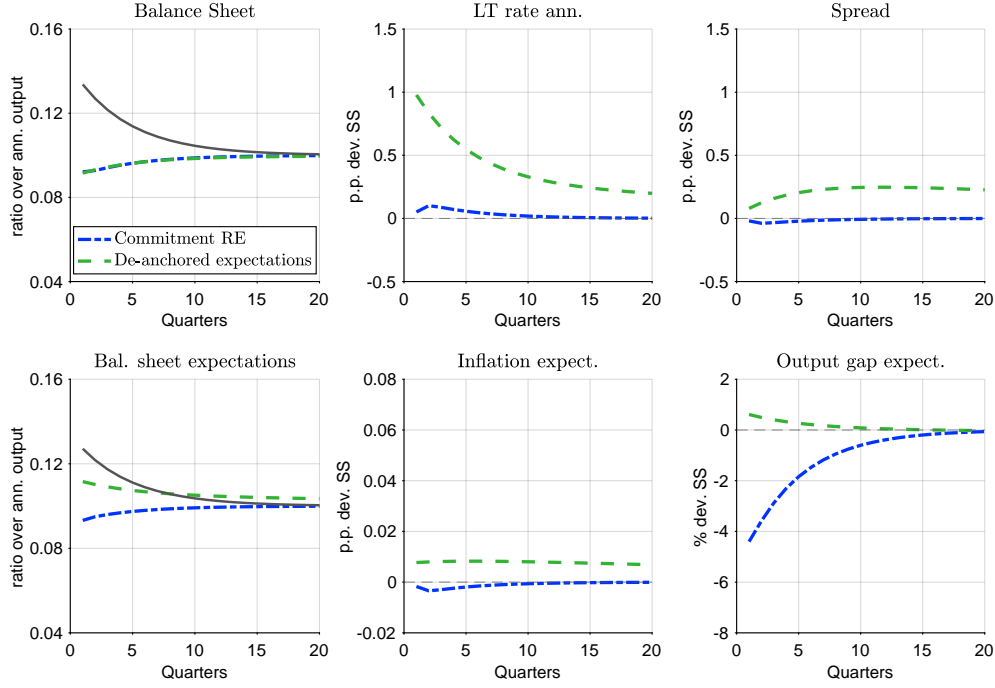 Balance Sheet
ratio over ann. output
0.16
0.12
0.08
0.04
Commitment RE
De-anchored expectations
0 5 10 15 20
Quarters
LT rate ann.
p.p. dev. SS
1.5
1
0.5
0
-0.5
0 5 10 15 20
Quarters
Spread
p.p. dev. SS
1.5
1
0.5
0
-0.5
0 5 10 15 20
Quarters
Bal. sheet expectations
ratio over ann. output
0.16
0.12
0.08
0.04
0 5 10 15 20
Quarters
Inflation expect.
p.p. dev. SS
0.08
0.06
0.04
0.02
0
-0.02
0 5 10 15 20
Quarters
Output gap expect.
% dev. SS
2
0
-2
-4
-6
-8
0 5 10 15 20
Quarters